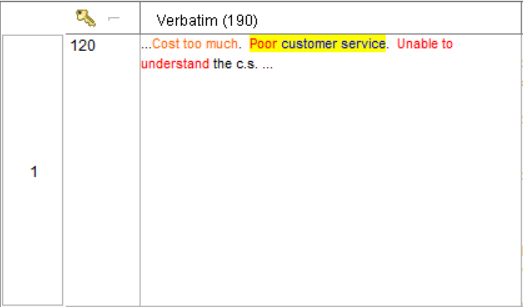 Verbatim (190)
120
...Cost too much. Poor customer service. Unable to
understand the c.s. ...
1